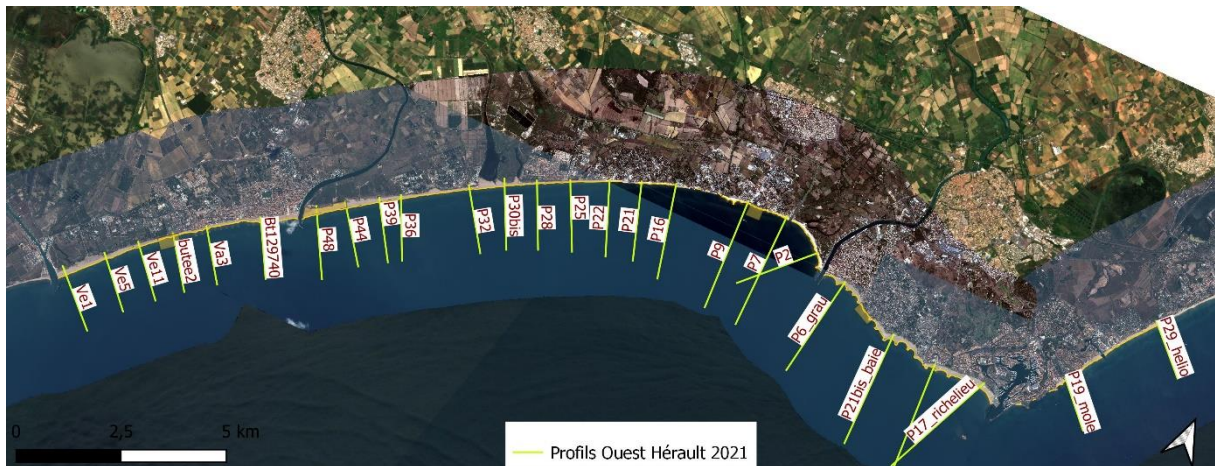 Ve1
Ve5
Ve11
butee2
Va3
Bt129740
P48
P44
P39
P36
P32
P30bis
P28
P25
P22
P21
P16
P9
P7
P2
P6_grau
P21bis_baie
P17_richelieu
P19_mole
P29_helio
0 2,5 5 km
Profils Ouest Hérault 2021